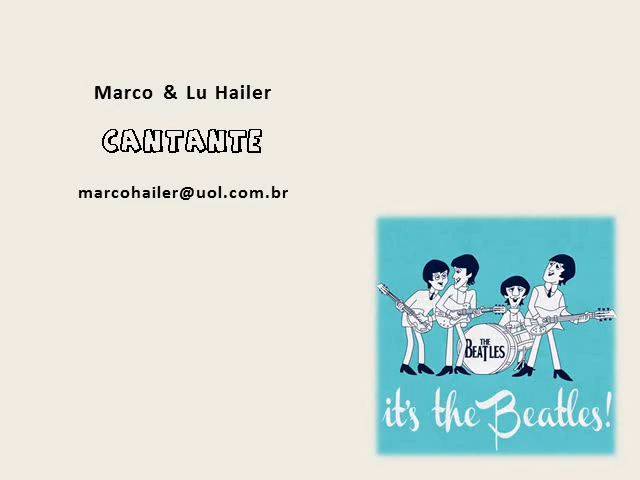 Marco & Lu Hailer
CANTANTE
marcohailer@uol.com.br
THE
BEATLES
it's the Beatles!